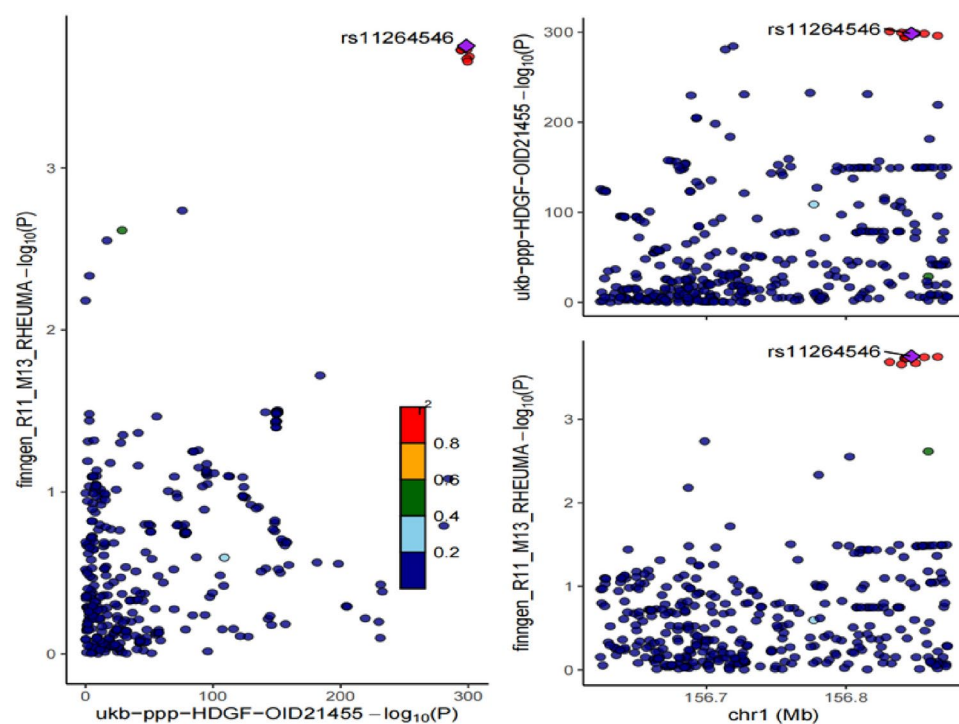 rs11264546
finngen_R11_M13_RHEUMA −log10(P)
3
2
1
0
r2
0.8
0.6
0.4
0.2
0
100
200
300
ukb−ppp−HDGF−OID21455 −log10(P)
rs11264546
ukb−ppp−HDGF−OID21455 −log10(P)
300
200
100
0
rs11264546
finngen_R11_M13_RHEUMA −log10(P)
3
2
1
0
156.7
156.8
chr1 (Mb)